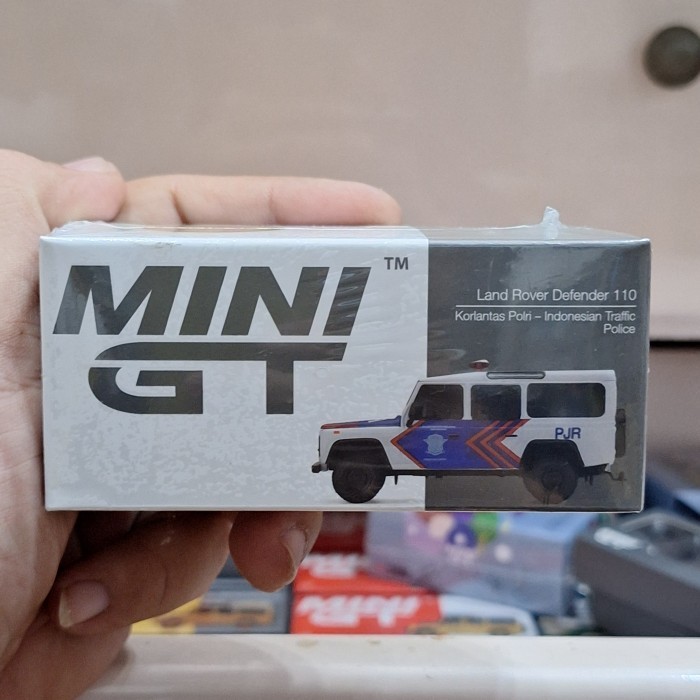 MINI
GT
TM
Land Rover Defender 110
Korlantas Polri – Indonesian Traffic
Police
PJR